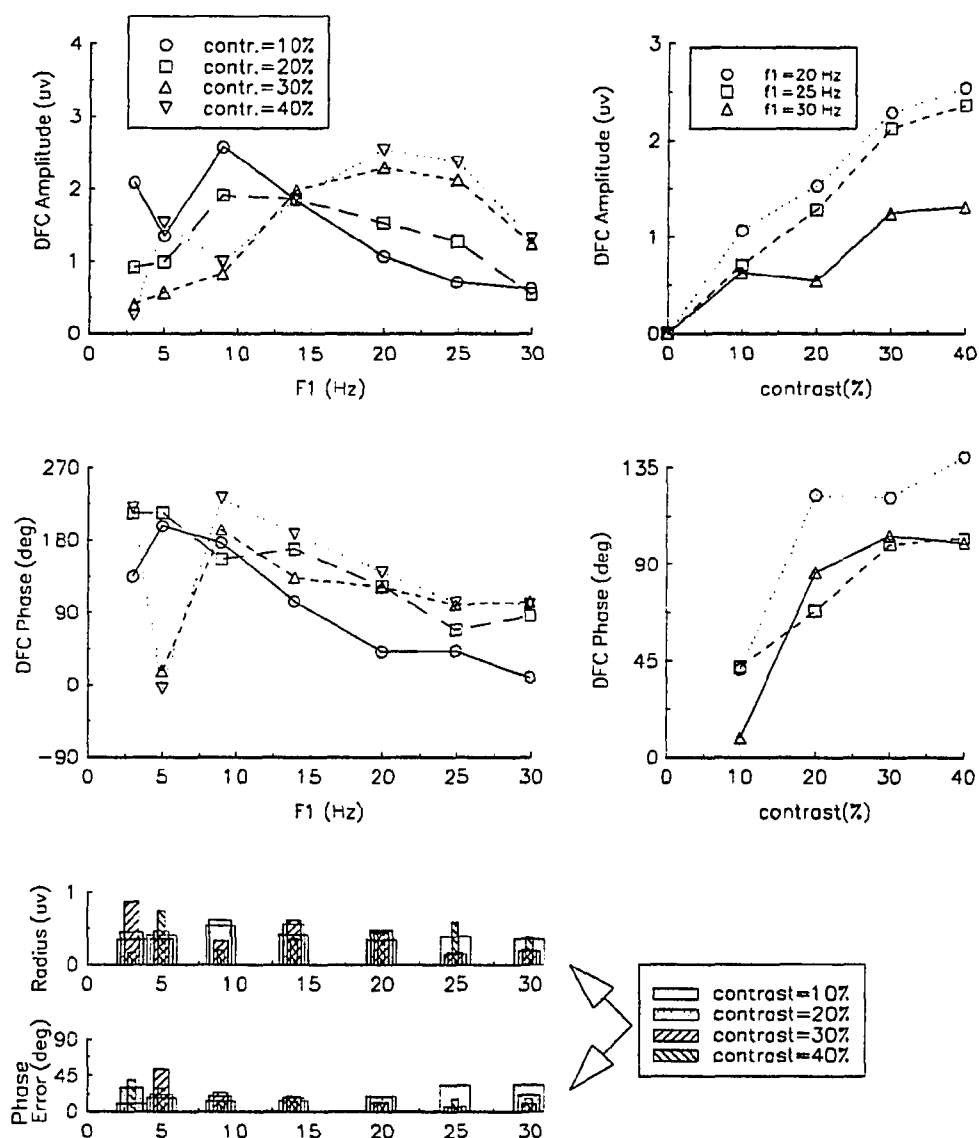 contr.=10%
contr.=20%
contr.=30%
contr.=40%
DFC Amplitude (uv)
4
3
2
1
0
0 5 10 15 20 25 30
F1 (Hz)
f1=20 Hz
f1=25 Hz
f1=30 Hz
DFC Amplitude (uv)
3
2
1
0
0 10 20 30 40
contrast(%)
DFC Phase (deg)
270
180
90
0
-90
0 5 10 15 20 25 30
F1 (Hz)
DFC Phase (deg)
135
90
45
0
0 10 20 30 40
contrast(%)
Radius (uv)
1
0
0 5 10 15 20 25 30
Phase
Error (deg)
90
45
0
0 5 10 15 20 25 30
contrast=10%
contrast=20%
contrast=30%
contrast=40%